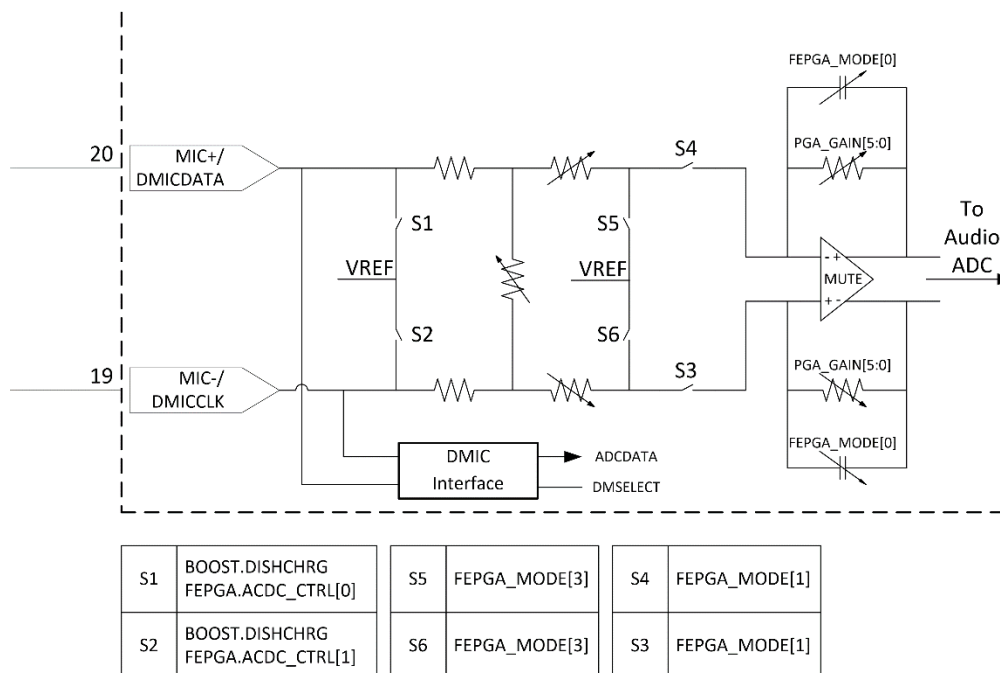 FEPGA_MODE[0]
20
MIC+/
DMICDATA
S4
PGA_GAIN[5:0]
S1
S5
To
Audio
ADC
VREF
VREF
- +
MUTE
+ -
S2
S6
19
MIC-/
DMICCLK
S3
PGA_GAIN[5:0]
FEPGA_MODE[0]
DMIC
Interface
ADCDATA
DMSELECT
S1
BOOST.DISHCHRG
FEPGA.ACDC_CTRL[0]
S5
FEPGA_MODE[3]
S4
FEPGA_MODE[1]
S2
BOOST.DISHCHRG
FEPGA.ACDC_CTRL[1]
S6
FEPGA_MODE[3]
S3
FEPGA_MODE[1]